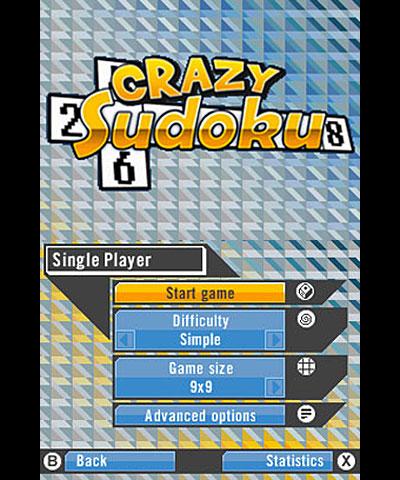 CRAZY
Sudoku
2
6
8
Single Player
Start game
Difficulty
Simple
Game size
9x9
Advanced options
B Back
Statistics X